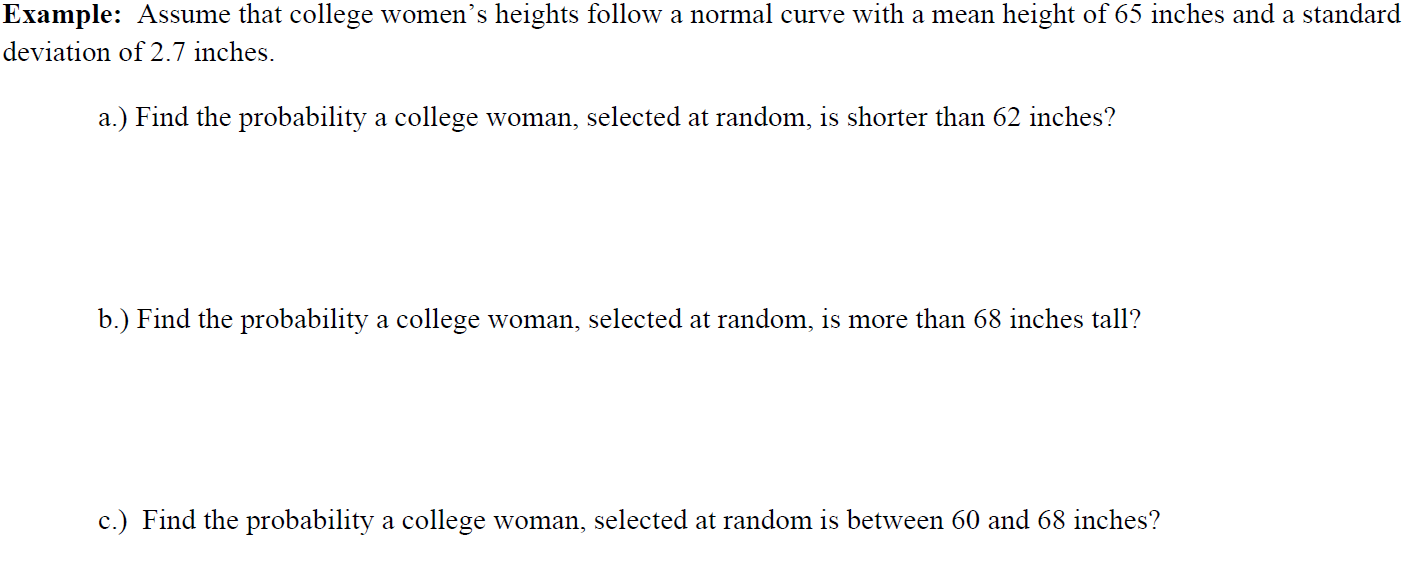 Example: Assume that college women’s heights follow a normal curve with a mean height of 65 inches and a standard
deviation of 2.7 inches.
a.) Find the probability a college woman, selected at random, is shorter than 62 inches?
b.) Find the probability a college woman, selected at random, is more than 68 inches tall?
c.) Find the probability a college woman, selected at random is between 60 and 68 inches?